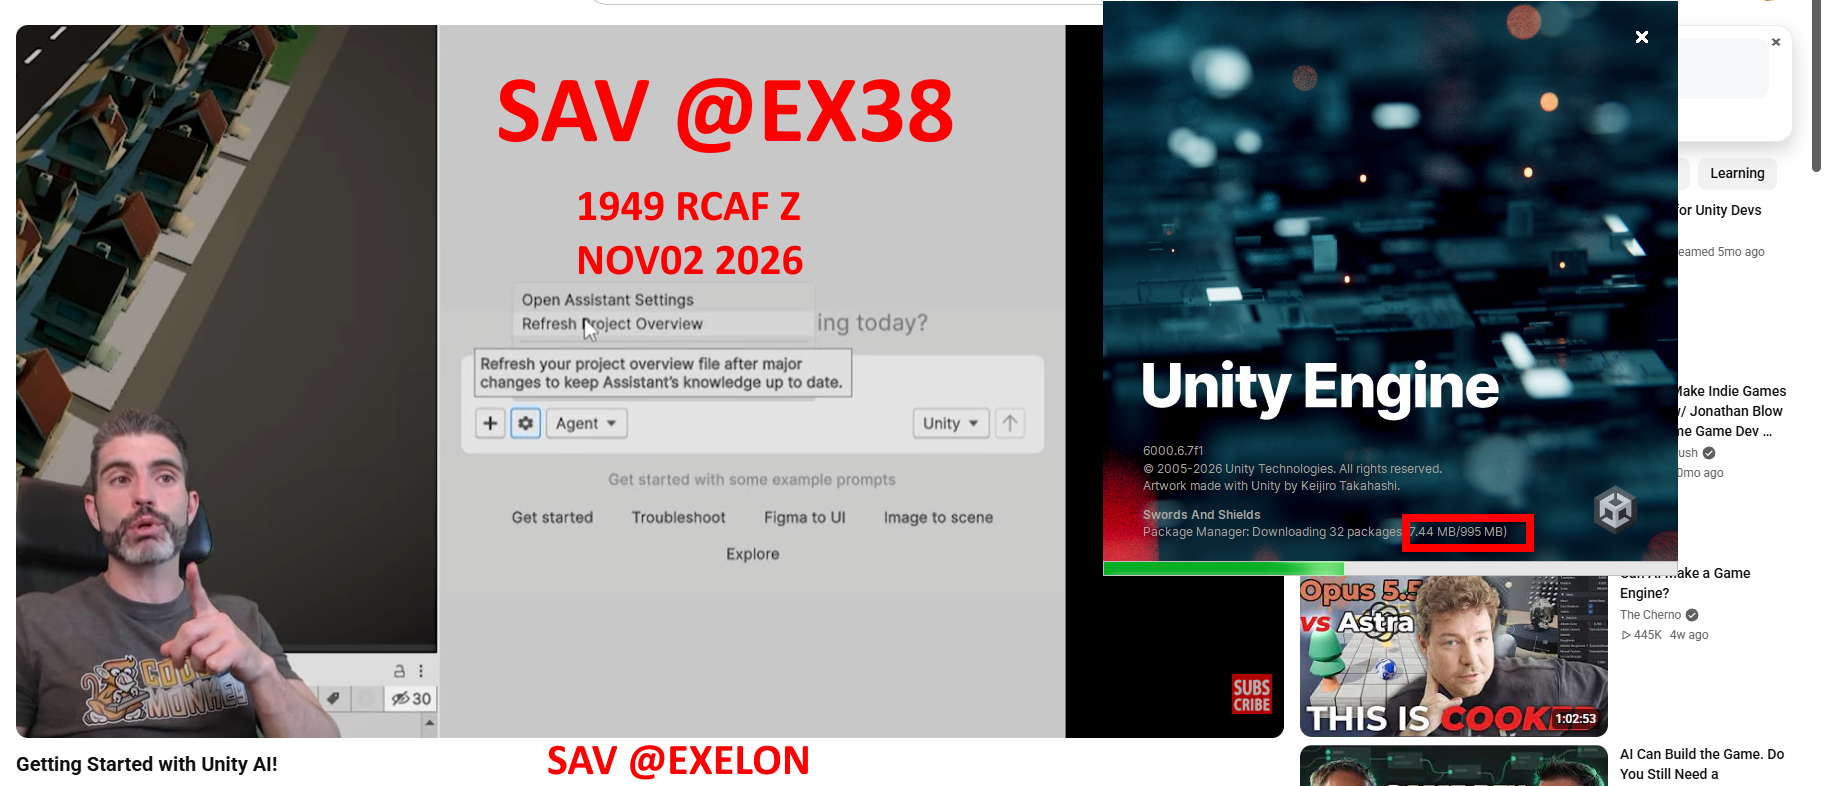 SAV @EX38
1949 RCAF Z
NOV02 2026
Open Assistant Settings
Refresh Project Overview
ing today?
Refresh your project overview file after major
changes to keep Assistant's knowledge up to date.
Agent
Unity
Get started with some example prompts
Get started
Troubleshoot
Figma to UI
Image to scene
Explore
30
MONKEY
SUBS
CRIBE
Getting Started with Unity AI!
SAV @EXELON
Unity Engine
6000.6.7f1
© 2005-2026 Unity Technologies. All rights reserved.
Artwork made with Unity by Keijiro Takahashi.
Swords And Shields
Package Manager: Downloading 32 packages 7.44 MB/995 MB)
Learning
for Unity Devs
eamed 5mo ago
Make Indie Games
w/ Jonathan Blow
me Game Dev ...
ush
0mo ago
Opus 5.5
vs Astra
THIS IS COOKED
1:02:53
Can AI Make a Game
Engine?
The Cherno
445K 4w ago
AI Can Build the Game. Do
You Still Need a